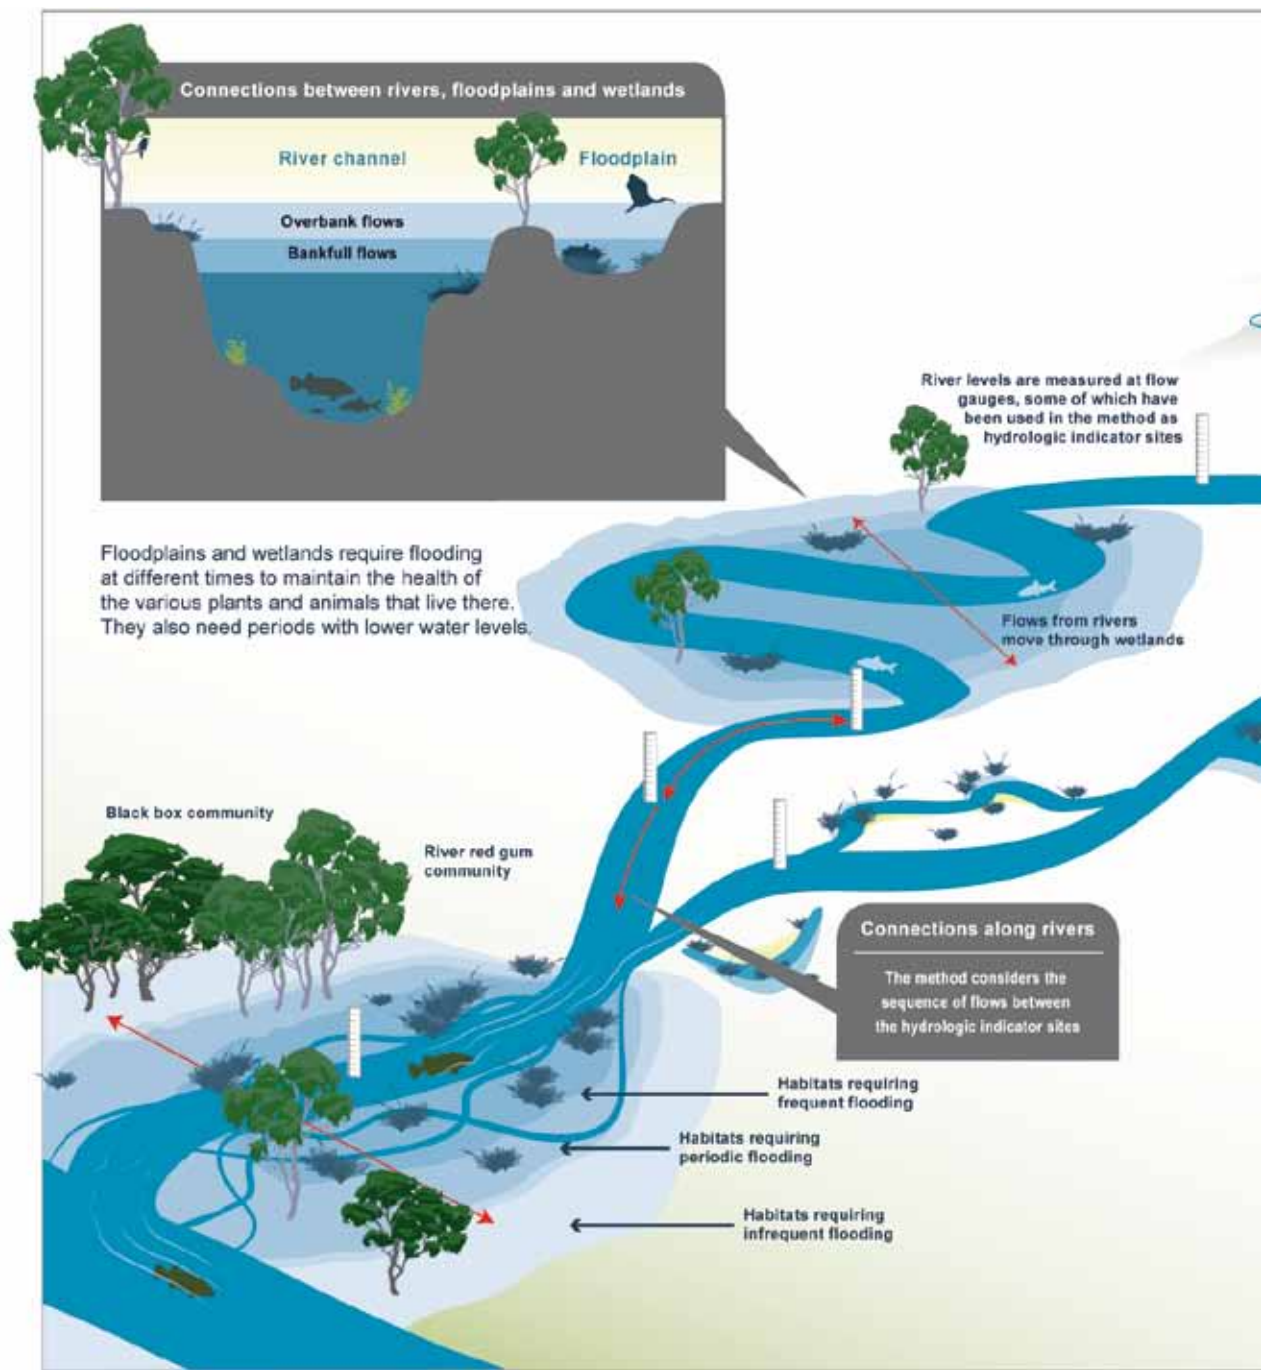 Connections between rivers, floodplains and wetlands
River channel
Floodplain
Overbank flows
Bankfull flows
River levels are measured at flow
gauges, some of which have
been used in the method as
hydrologic indicator sites
Floodplains and wetlands require flooding
at different times to maintain the health of
the various plants and animals that live there.
They also need periods with lower water levels.
Flows from rivers
move through wetlands
Black box community
River red gum
community
Connections along rivers
The method considers the
sequence of flows between
the hydrologic indicator sites
Habitats requiring
frequent flooding
Habitats requiring
periodic flooding
Habitats requiring
infrequent flooding